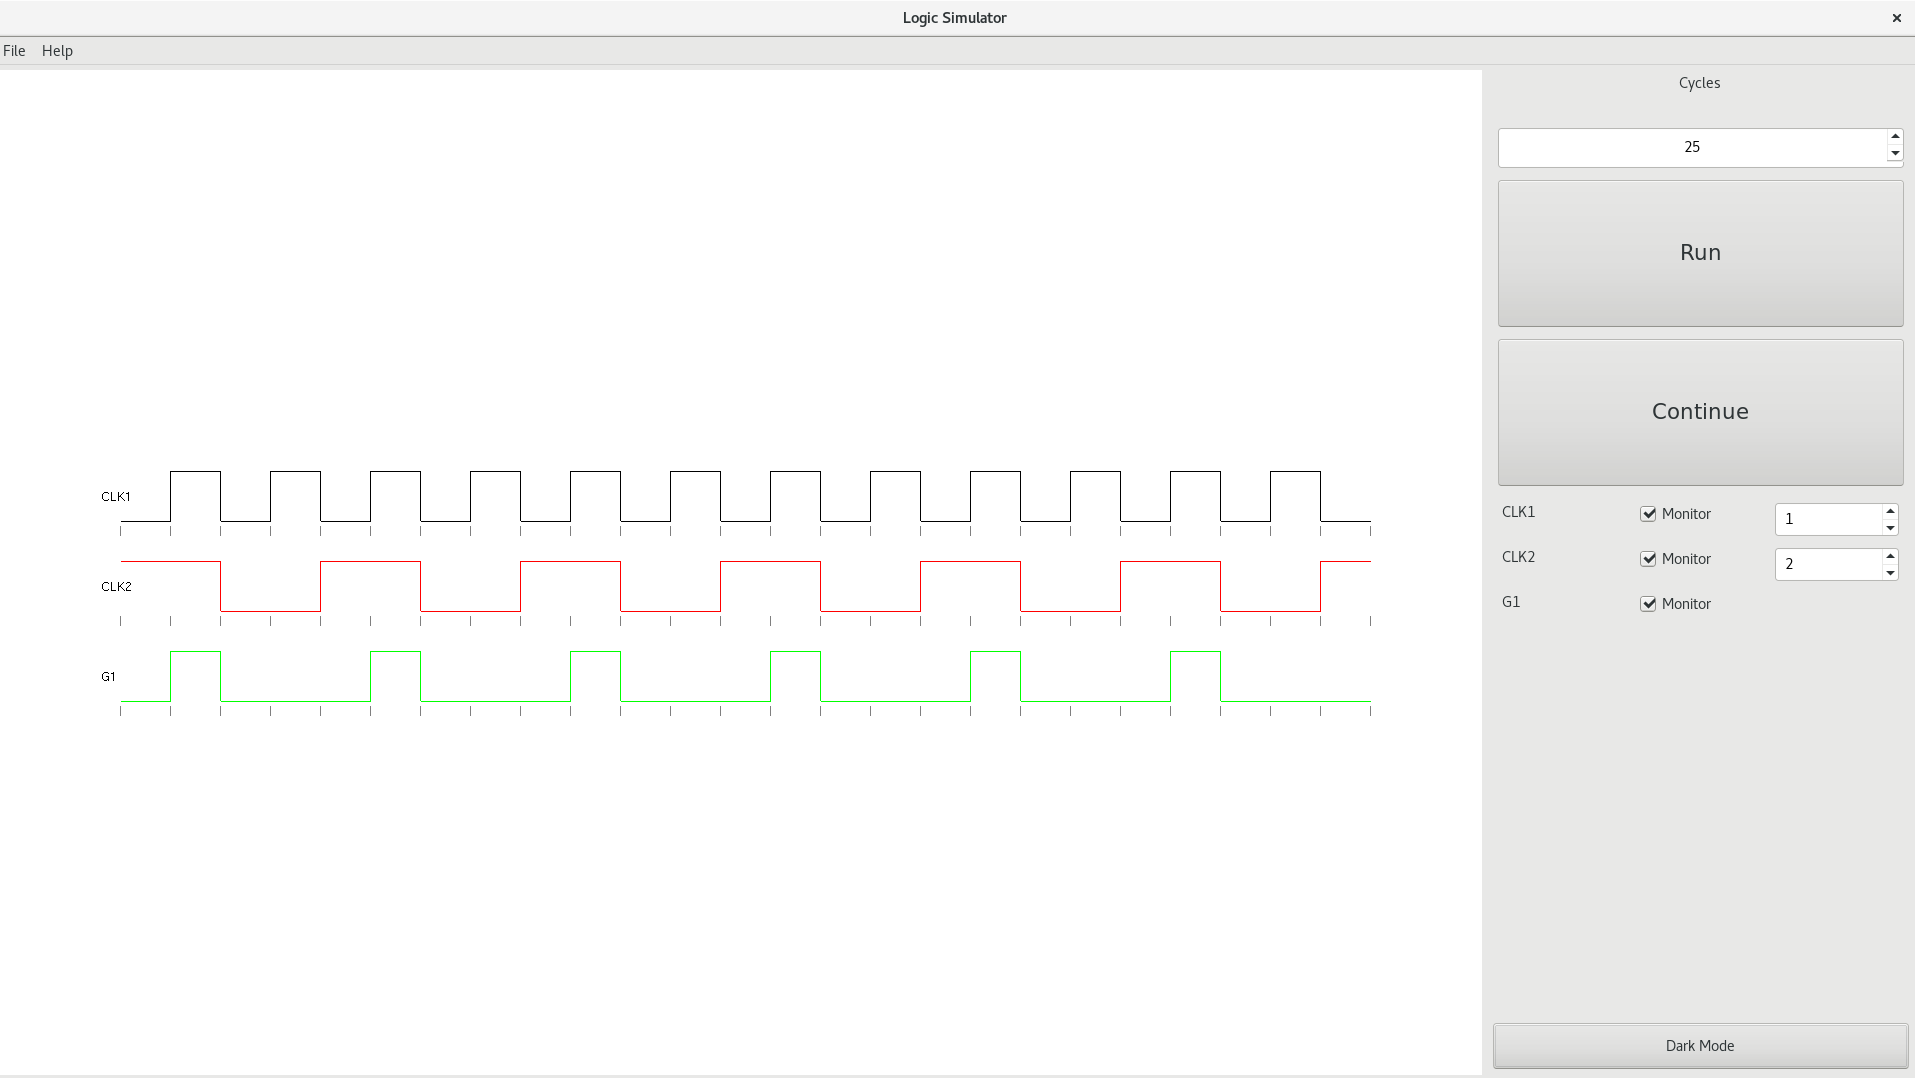 Logic Simulator
File Help
Cycles
25
Run
Continue
CLK1
CLK2
G1
CLK1 Monitor 1
CLK2 Monitor 2
G1 Monitor
Dark Mode